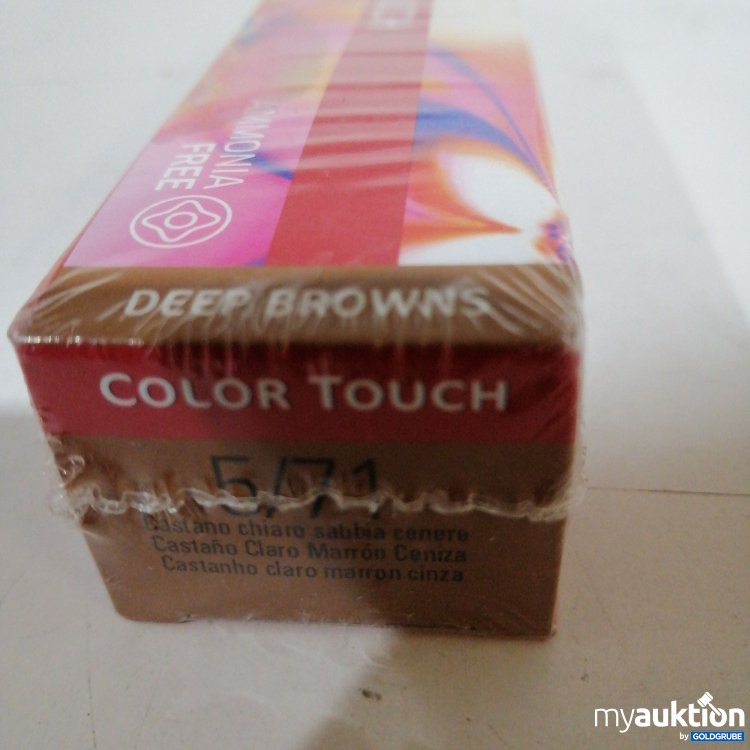 AMMONIA
FREE
DEEP BROWNS
COLOR TOUCH
5/71
Castano chiaro sabbia cenere
Castaño Claro Marrón Ceniza
Castanho claro marron cinza
myauktion
by GOLDGRUBE